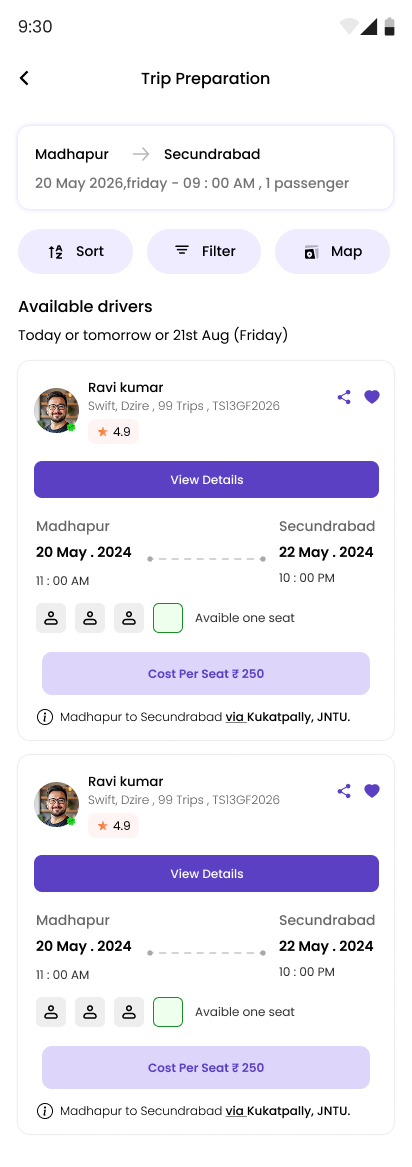 9:30
Trip Preparation
Madhapur Secundrabad
20 May 2026,friday - 09 : 00 AM , 1 passenger
Sort Filter Map
Available drivers
Today or tomorrow or 21st Aug (Friday)
Ravi kumar
Swift, Dzire , 99 Trips , TS13GF2026
4.9
View Details
Madhapur Secundrabad
20 May . 2024 22 May . 2024
11 : 00 AM 10 : 00 PM
Avaible one seat
Cost Per Seat ₹ 250
Madhapur to Secundrabad via Kukatpally, JNTU.
Ravi kumar
Swift, Dzire , 99 Trips , TS13GF2026
4.9
View Details
Madhapur Secundrabad
20 May . 2024 22 May . 2024
11 : 00 AM 10 : 00 PM
Avaible one seat
Cost Per Seat ₹ 250
Madhapur to Secundrabad via Kukatpally, JNTU.